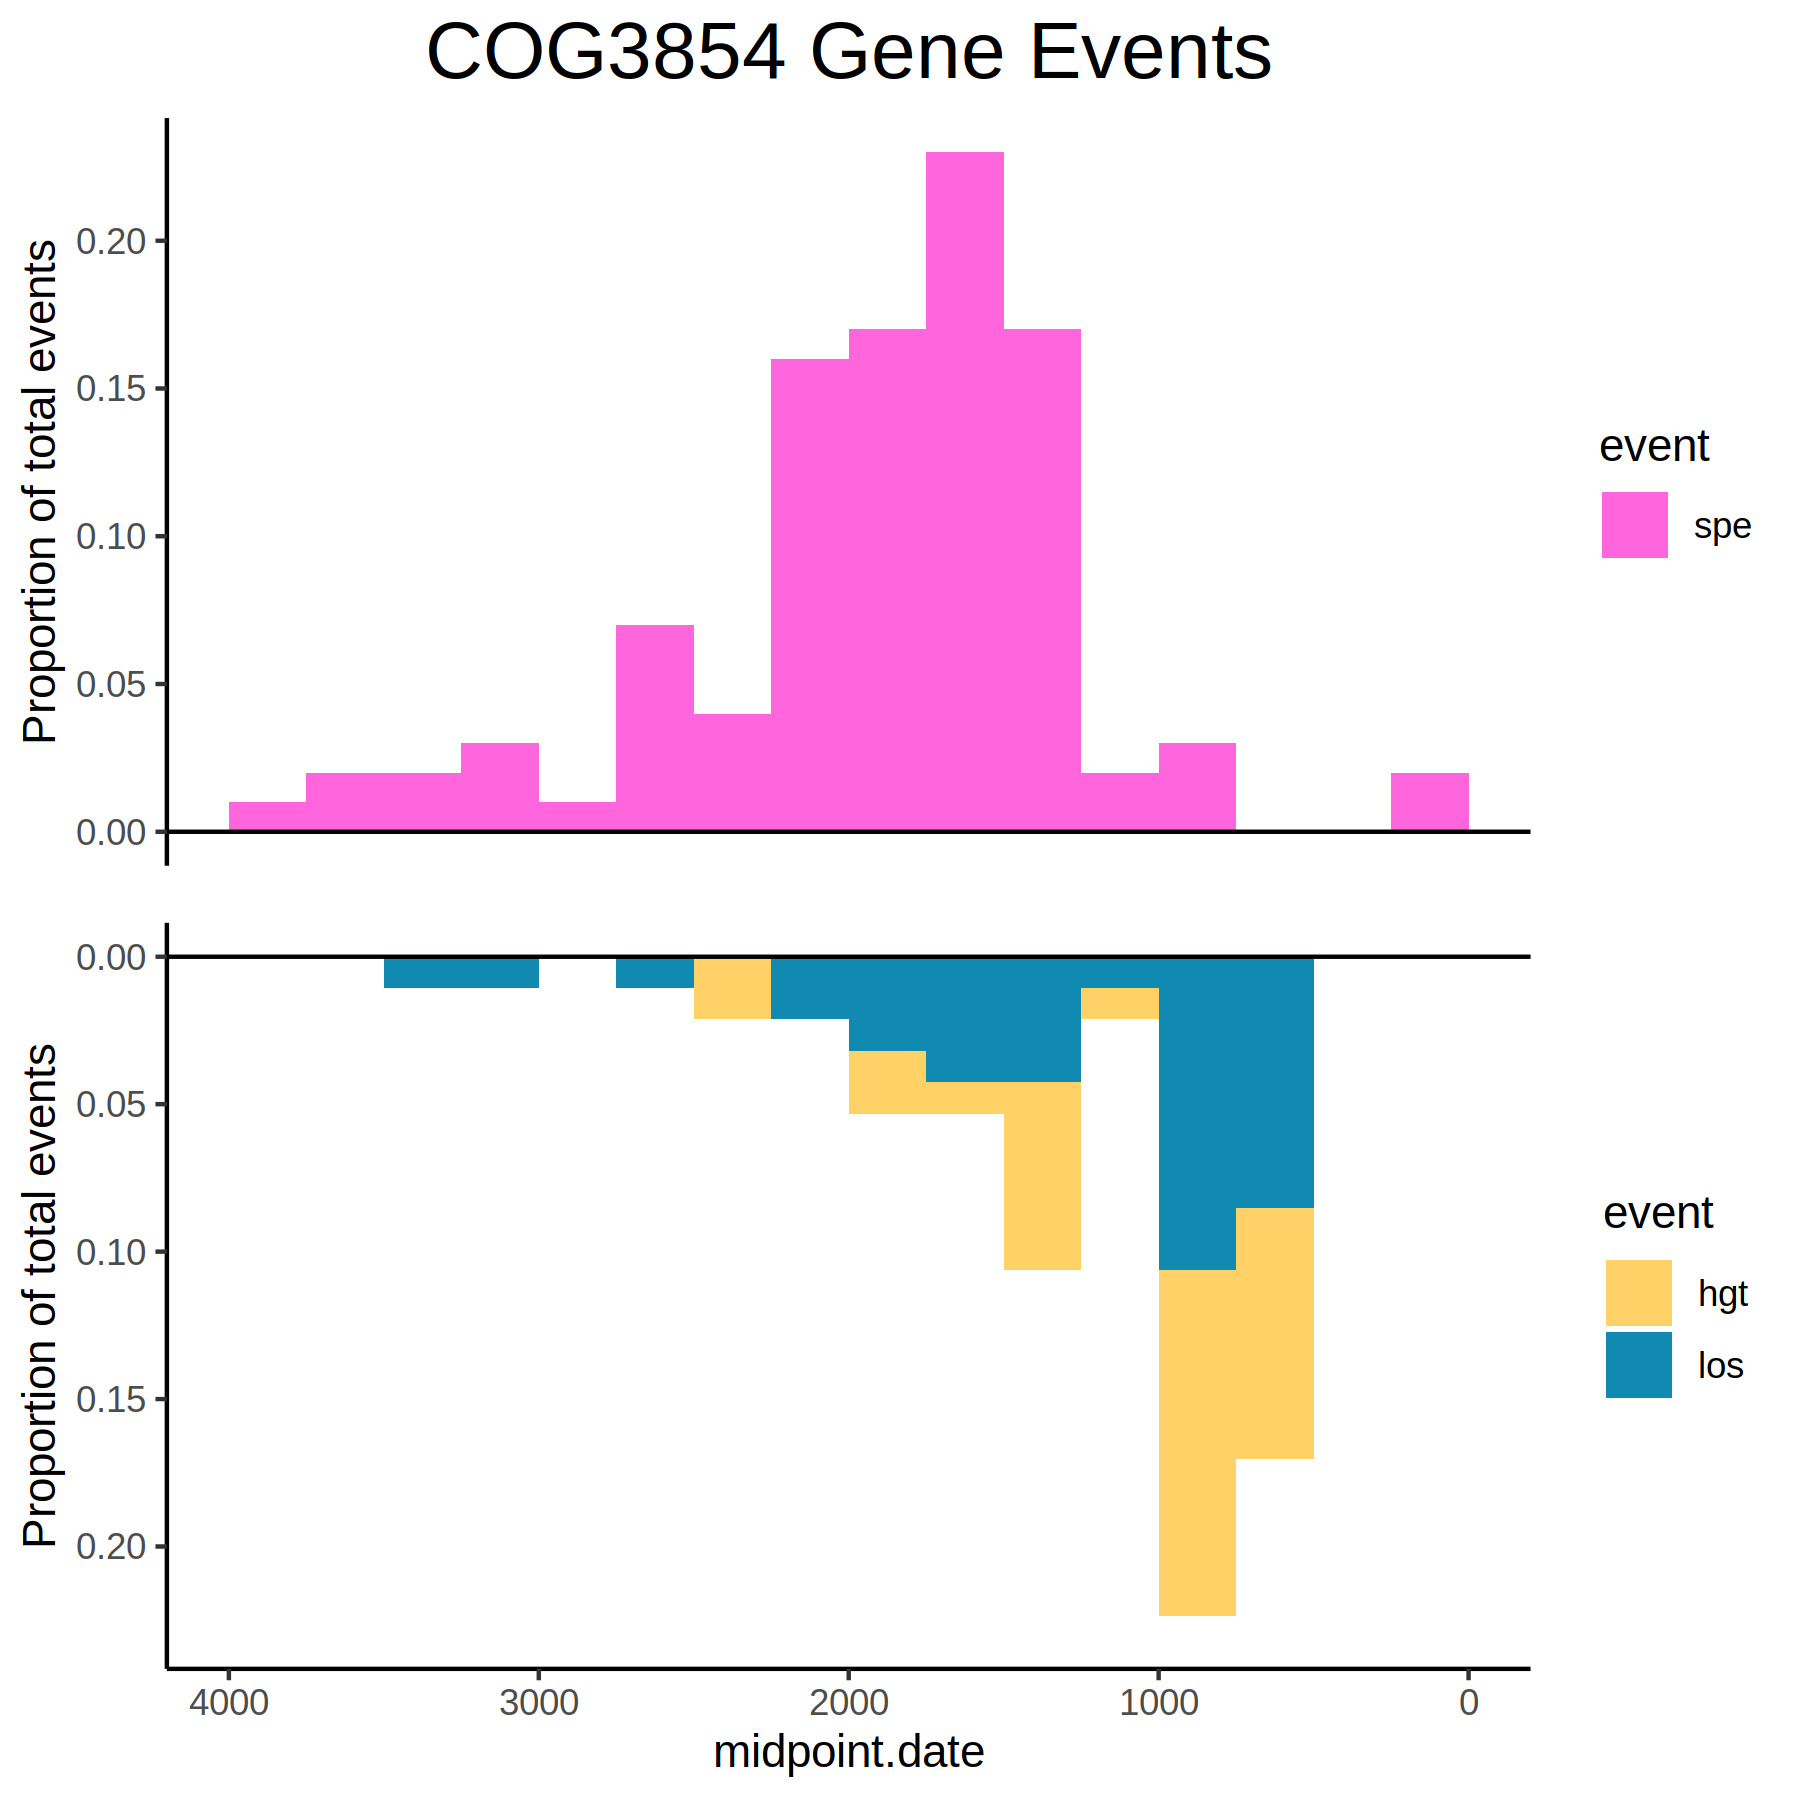 COG3854 Gene Events
Proportion of total events
0.20
0.15
0.10
0.05
0.00
event
spe
Proportion of total events
0.00
0.05
0.10
0.15
0.20
event
hgt
los
4000 3000 2000 1000 0
midpoint.date